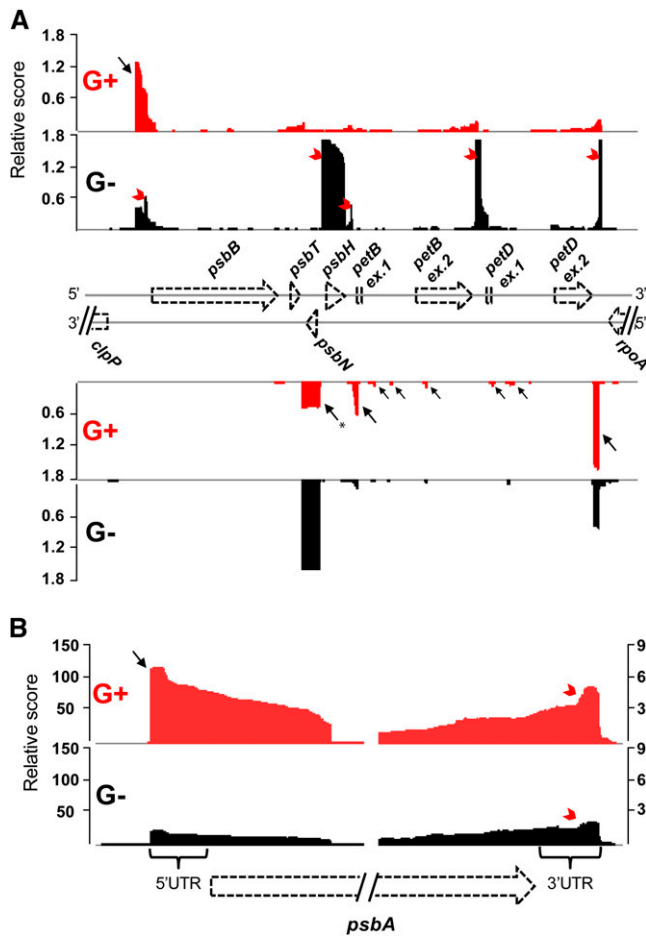 A
Relative score
1.8
1.2
0.6
G+
1.8
1.2
0.6
G-
psbB
psbT
psbH
petB
ex.1
petB
ex.2
petD
ex.1
petD
ex.2
5'
3'
3'
5'
clpP
psbN
rpoA
0.6
1.2
1.8
G+
*
0.6
1.2
1.8
G-
B
Relative score
150
100
50
G+
9
6
3
150
100
50
G-
9
6
3
5'UTR
3'UTR
psbA